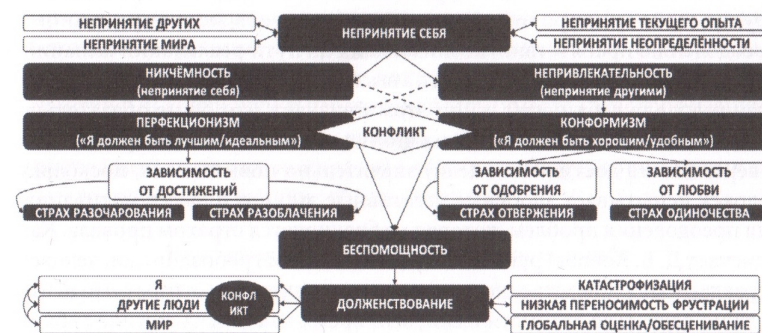 НЕПРИНЯТИЕ ДРУГИХ
НЕПРИНЯТИЕ МИРА
НЕПРИНЯТИЕ СЕБЯ
НЕПРИНЯТИЕ ТЕКУЩЕГО ОПЫТА
НЕПРИНЯТИЕ НЕОПРЕДЕЛЁННОСТИ
НИКЧЁМНОСТЬ
(непринятие себя)
НЕПРИВЛЕКАТЕЛЬНОСТЬ
(непринятие другими)
ПЕРФЕКЦИОНИЗМ
(«Я должен быть лучшим/идеальным»)
КОНФЛИКТ
КОНФОРМИЗМ
(«Я должен быть хорошим/удобным»)
ЗАВИСИМОСТЬ
ОТ ДОСТИЖЕНИЙ
ЗАВИСИМОСТЬ
ОТ ОДОБРЕНИЯ
ЗАВИСИМОСТЬ
ОТ ЛЮБВИ
СТРАХ РАЗОЧАРОВАНИЯ
СТРАХ РАЗОБЛАЧЕНИЯ
СТРАХ ОТВЕРЖЕНИЯ
СТРАХ ОДИНОЧЕСТВА
БЕСПОМОЩНОСТЬ
Я
ДРУГИЕ ЛЮДИ
МИР
КОНФЛ
ИКТ
ДОЛЖЕНСТВОВАНИЕ
КАТАСТРОФИЗАЦИЯ
НИЗКАЯ ПЕРЕНОСИМОСТЬ ФРУСТРАЦИИ
ГЛОБАЛЬНАЯ ОЦЕНКА/ОБЕСЦЕНИВАНИЕ